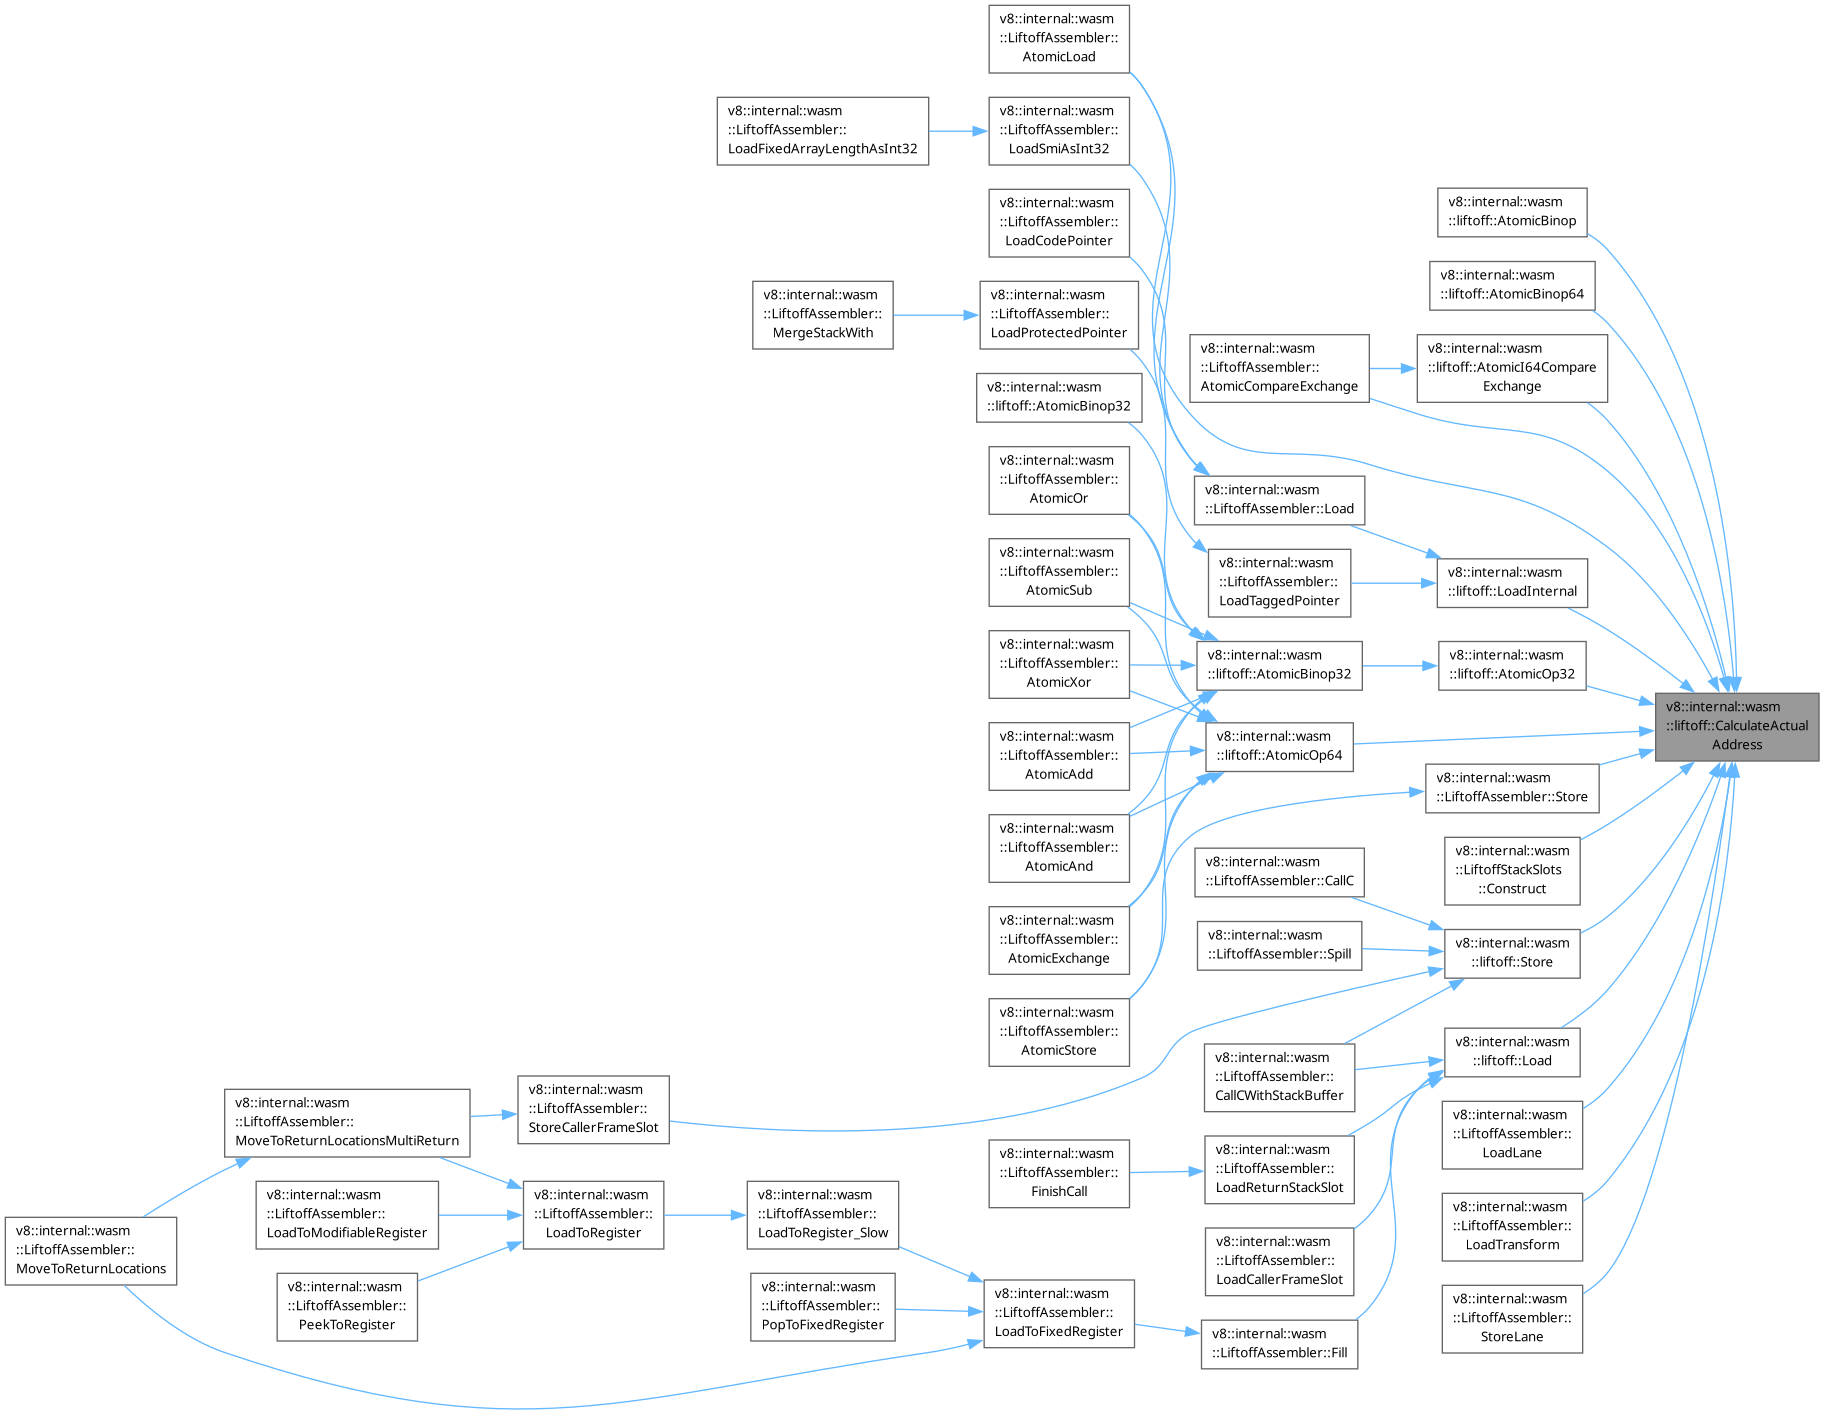 v8::internal::wasm
::LiftoffAssembler::
AtomicLoad
v8::internal::wasm
::LiftoffAssembler::
LoadFixedArrayLengthAsInt32
v8::internal::wasm
::LiftoffAssembler::
LoadSmiAsInt32
v8::internal::wasm
::LiftoffAssembler::
LoadCodePointer
v8::internal::wasm
::liftoff::AtomicBinop
v8::internal::wasm
::liftoff::AtomicBinop64
v8::internal::wasm
::LiftoffAssembler::
MergeStackWith
v8::internal::wasm
::LiftoffAssembler::
LoadProtectedPointer
v8::internal::wasm
::LiftoffAssembler::
AtomicCompareExchange
v8::internal::wasm
::liftoff::AtomicI64Compare
Exchange
v8::internal::wasm
::liftoff::AtomicBinop32
v8::internal::wasm
::LiftoffAssembler::
AtomicOr
v8::internal::wasm
::LiftoffAssembler::Load
v8::internal::wasm
::LiftoffAssembler::
AtomicSub
v8::internal::wasm
::LiftoffAssembler::
LoadTaggedPointer
v8::internal::wasm
::liftoff::LoadInternal
v8::internal::wasm
::LiftoffAssembler::
AtomicXor
v8::internal::wasm
::liftoff::AtomicBinop32
v8::internal::wasm
::liftoff::AtomicOp32
v8::internal::wasm
::liftoff::CalculateActual
Address
v8::internal::wasm
::LiftoffAssembler::
AtomicAdd
v8::internal::wasm
::liftoff::AtomicOp64
v8::internal::wasm
::LiftoffAssembler::Store
v8::internal::wasm
::LiftoffAssembler::
AtomicAnd
v8::internal::wasm
::LiftoffStackSlots
::Construct
v8::internal::wasm
::LiftoffAssembler::CallC
v8::internal::wasm
::LiftoffAssembler::
AtomicExchange
v8::internal::wasm
::LiftoffAssembler::Spill
v8::internal::wasm
::liftoff::Store
v8::internal::wasm
::LiftoffAssembler::
AtomicStore
v8::internal::wasm
::LiftoffAssembler::
CallCWithStackBuffer
v8::internal::wasm
::liftoff::Load
v8::internal::wasm
::LiftoffAssembler::
MoveToReturnLocationsMultiReturn
v8::internal::wasm
::LiftoffAssembler::
StoreCallerFrameSlot
v8::internal::wasm
::LiftoffAssembler::
LoadLane
v8::internal::wasm
::LiftoffAssembler::
FinishCall
v8::internal::wasm
::LiftoffAssembler::
LoadReturnStackSlot
v8::internal::wasm
::LiftoffAssembler::
MoveToReturnLocations
v8::internal::wasm
::LiftoffAssembler::
LoadToModifiableRegister
v8::internal::wasm
::LiftoffAssembler::
LoadToRegister
v8::internal::wasm
::LiftoffAssembler::
LoadToRegister_Slow
v8::internal::wasm
::LiftoffAssembler::
LoadTransform
v8::internal::wasm
::LiftoffAssembler::
LoadCallerFrameSlot
v8::internal::wasm
::LiftoffAssembler::
PeekToRegister
v8::internal::wasm
::LiftoffAssembler::
PopToFixedRegister
v8::internal::wasm
::LiftoffAssembler::
LoadToFixedRegister
v8::internal::wasm
::LiftoffAssembler::Fill
v8::internal::wasm
::LiftoffAssembler::
StoreLane